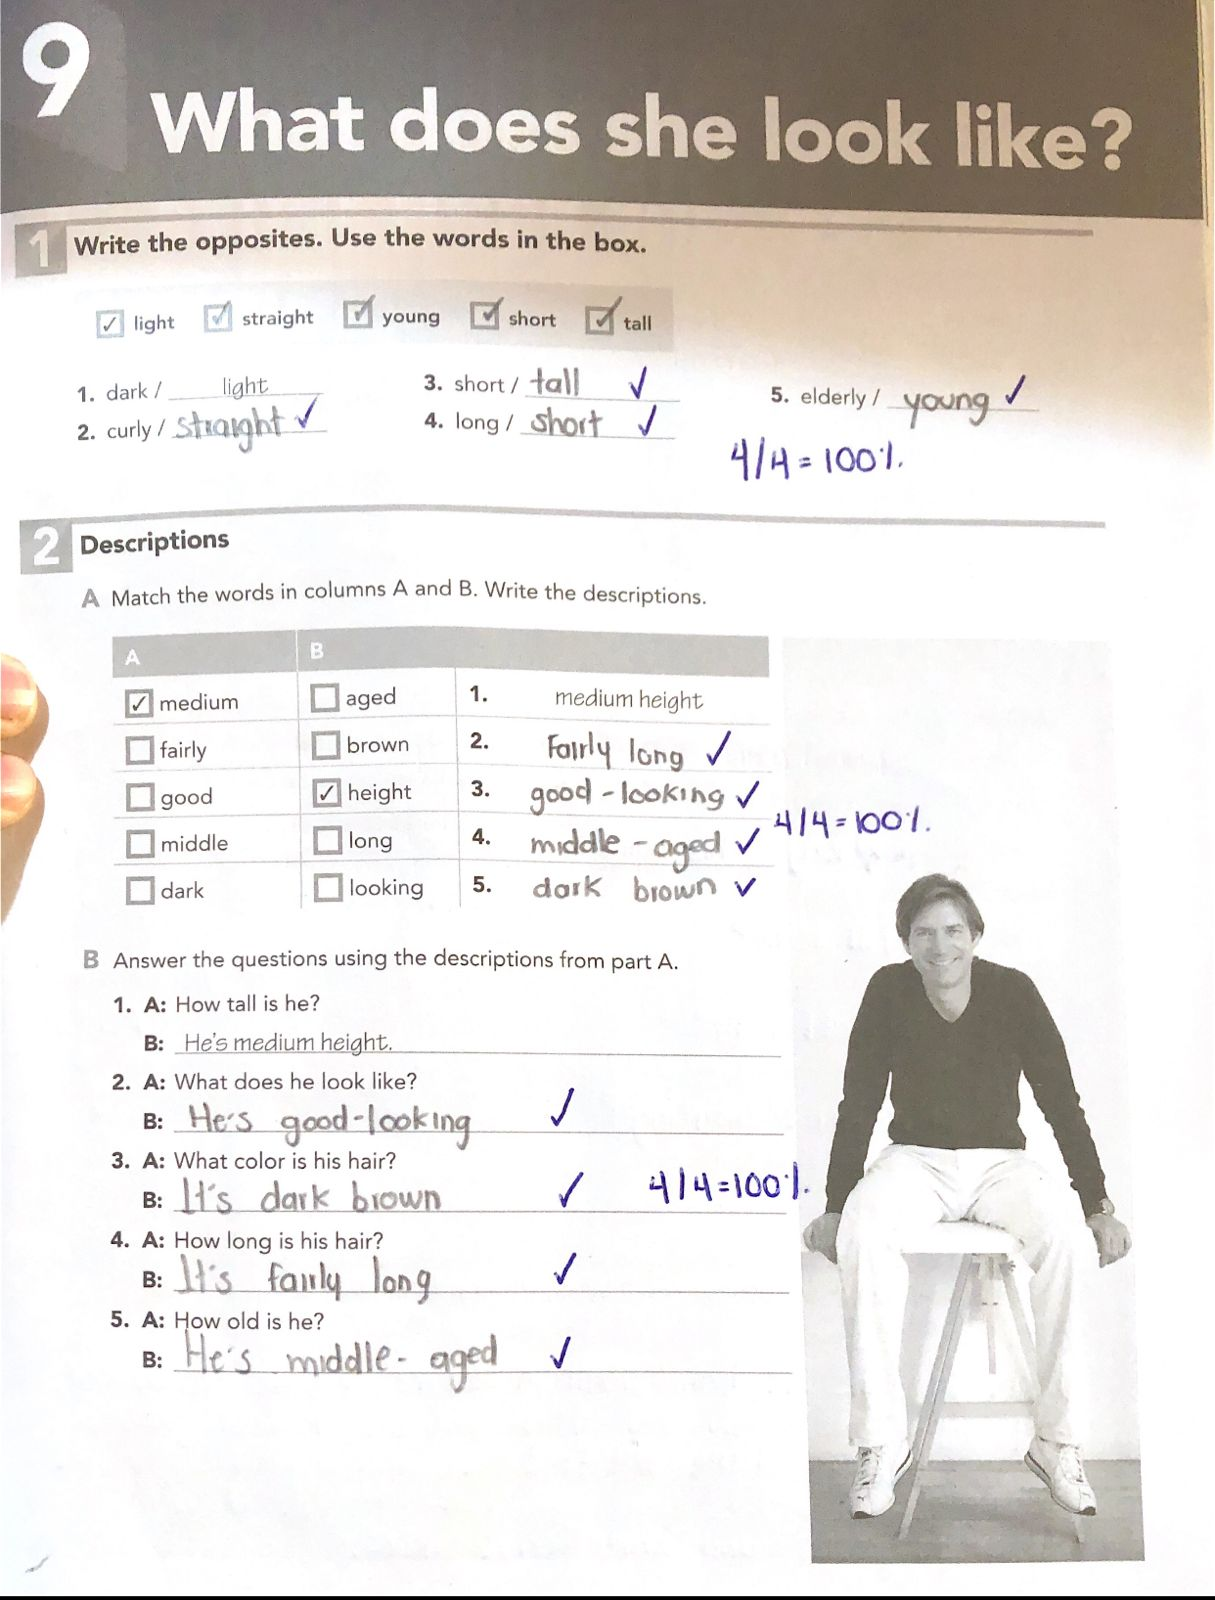 9
What does she look like?
1 Write the opposites. Use the words in the box.
✓ light ✓ straight ✓ young ✓ short ✓ tall
1. dark / light
2. curly / straight ✓
3. short / tall ✓
4. long / short ✓
5. elderly / young ✓
4/4 = 100%.
2 Descriptions
A Match the words in columns A and B. Write the descriptions.
A B
✓ medium aged 1. medium height
fairly brown 2. Fairly long ✓
good ✓ height 3. good-looking ✓
4/4 = 100%.
middle long 4. middle-aged ✓
dark looking 5. dark brown ✓
B Answer the questions using the descriptions from part A.
1. A: How tall is he?
B: He's medium height.
2. A: What does he look like?
B: He's good-looking ✓
3. A: What color is his hair?
B: It's dark brown ✓ 4/4=100%.
4. A: How long is his hair?
B: It's fairly long ✓
5. A: How old is he?
B: He's middle-aged ✓